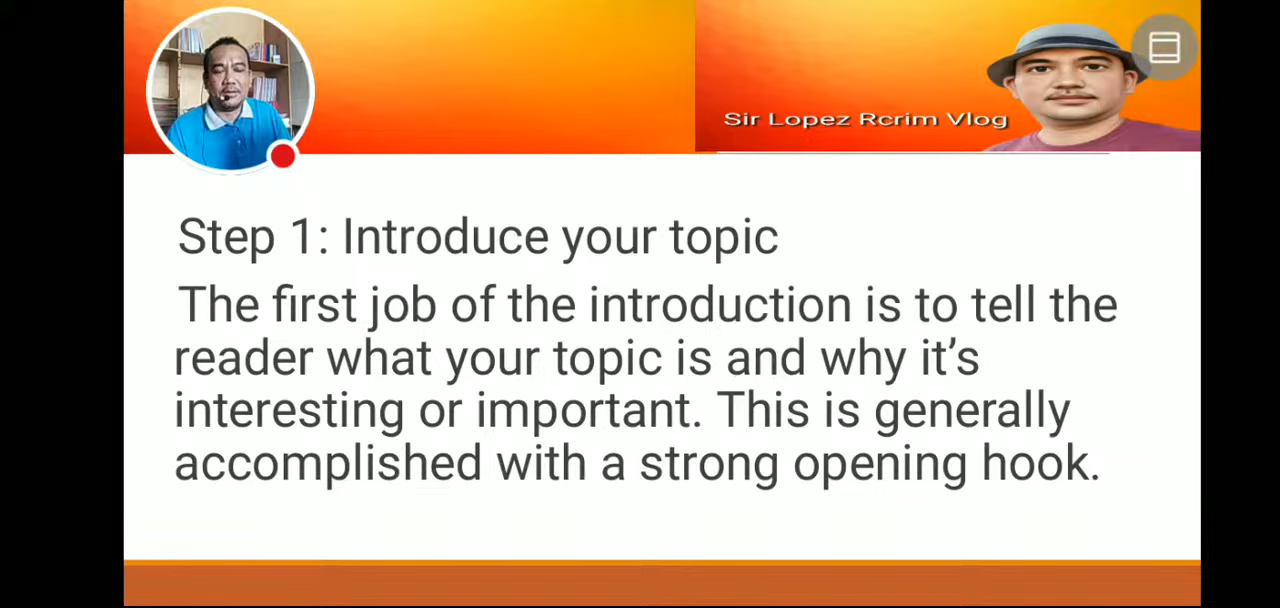 Sir Lopez Rcrim Vlog
Step 1: Introduce your topic
The first job of the introduction is to tell the
reader what your topic is and why it’s
interesting or important. This is generally
accomplished with a strong opening hook.